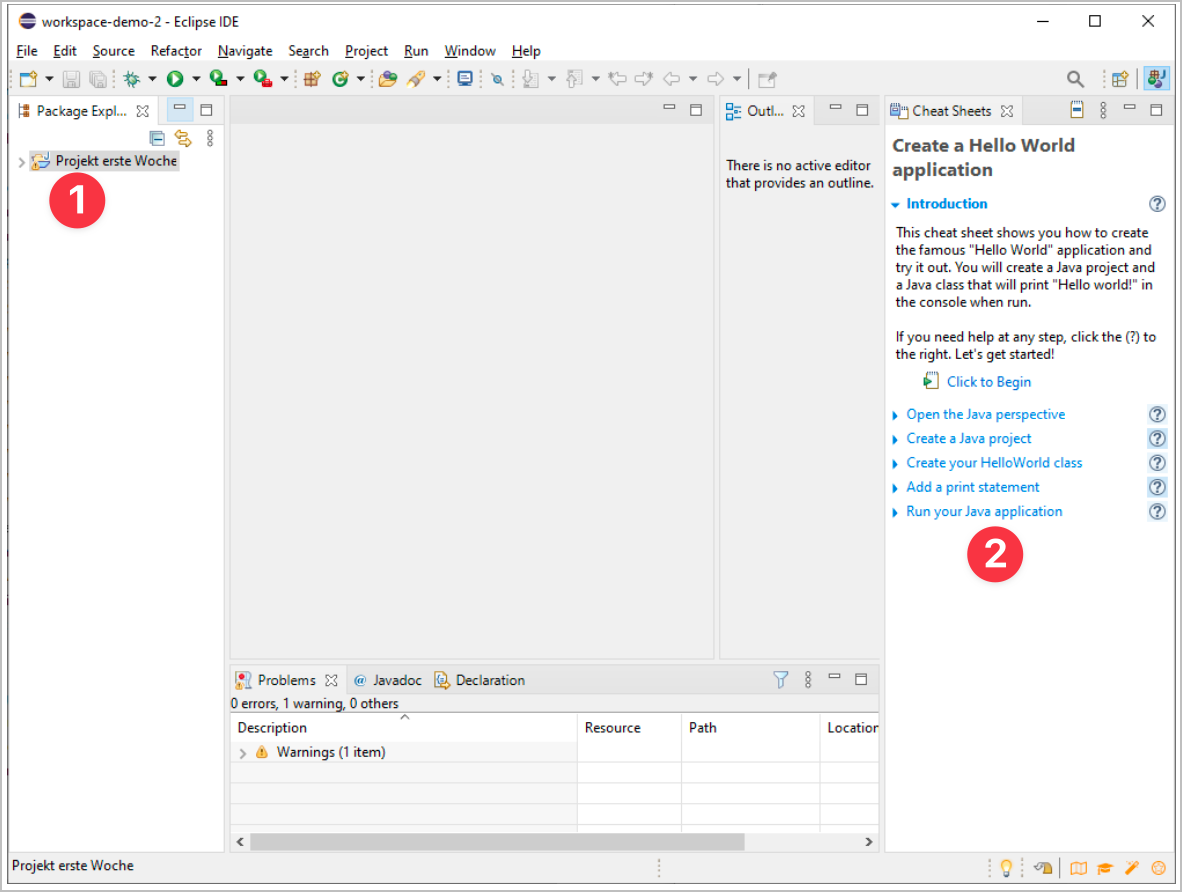 workspace-demo-2 - Eclipse IDE
File Edit Source Refactor Navigate Search Project Run Window Help
Package Expl...
Projekt erste Woche
1
Outl...
There is no active editor
that provides an outline.
Cheat Sheets
Create a Hello World
application
Introduction
This cheat sheet shows you how to create
the famous "Hello World" application and
try it out. You will create a Java project and
a Java class that will print "Hello world!" in
the console when run.
If you need help at any step, click the (?) to
the right. Let's get started!
Click to Begin
Open the Java perspective
Create a Java project
Create your HelloWorld class
Add a print statement
Run your Java application
2
Problems @ Javadoc Declaration
0 errors, 1 warning, 0 others
Description Resource Path Location
Warnings (1 item)
Projekt erste Woche